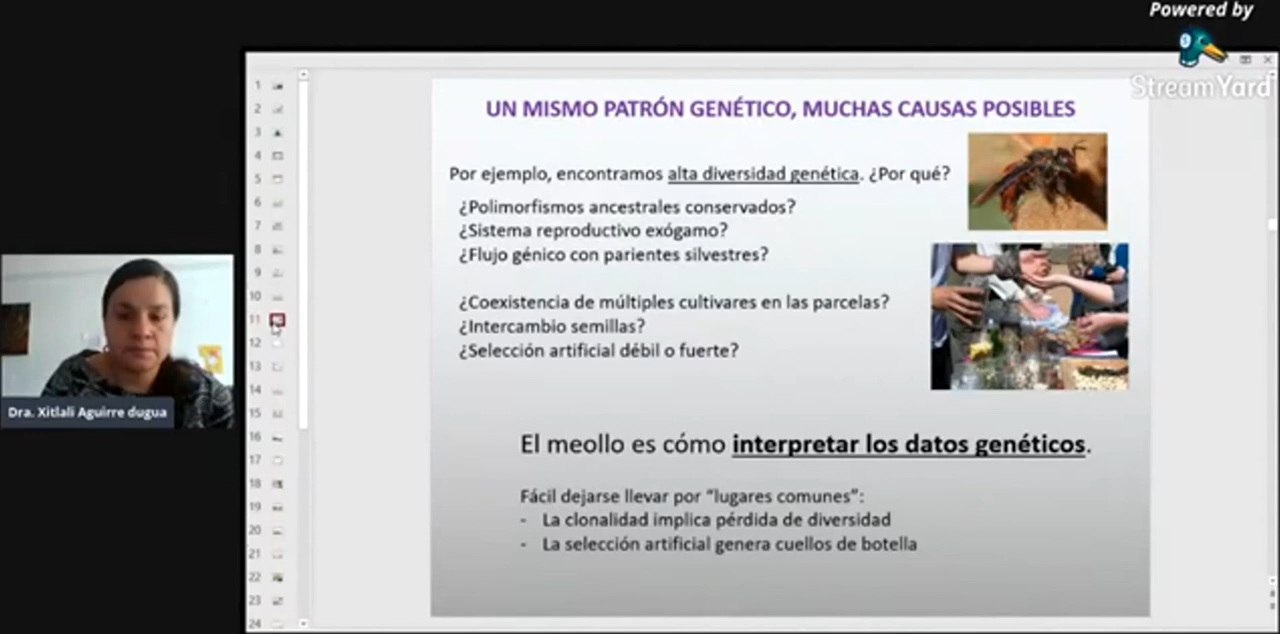 Powered by
StreamYard
1
2
3
4
5
6
7
8
9
10
11
12
13
14
15
16
17
18
19
20
21
22
23
24
UN MISMO PATRÓN GENÉTICO, MUCHAS CAUSAS POSIBLES
Por ejemplo, encontramos alta diversidad genética. ¿Por qué?
¿Polimorfismos ancestrales conservados?
¿Sistema reproductivo exógamo?
¿Flujo génico con parientes silvestres?
¿Coexistencia de múltiples cultivares en las parcelas?
¿Intercambio semillas?
¿Selección artificial débil o fuerte?
El meollo es cómo interpretar los datos genéticos.
Fácil dejarse llevar por “lugares comunes”:
- La clonalidad implica pérdida de diversidad
- La selección artificial genera cuellos de botella
Dra. Xitlali Aguirre dugua